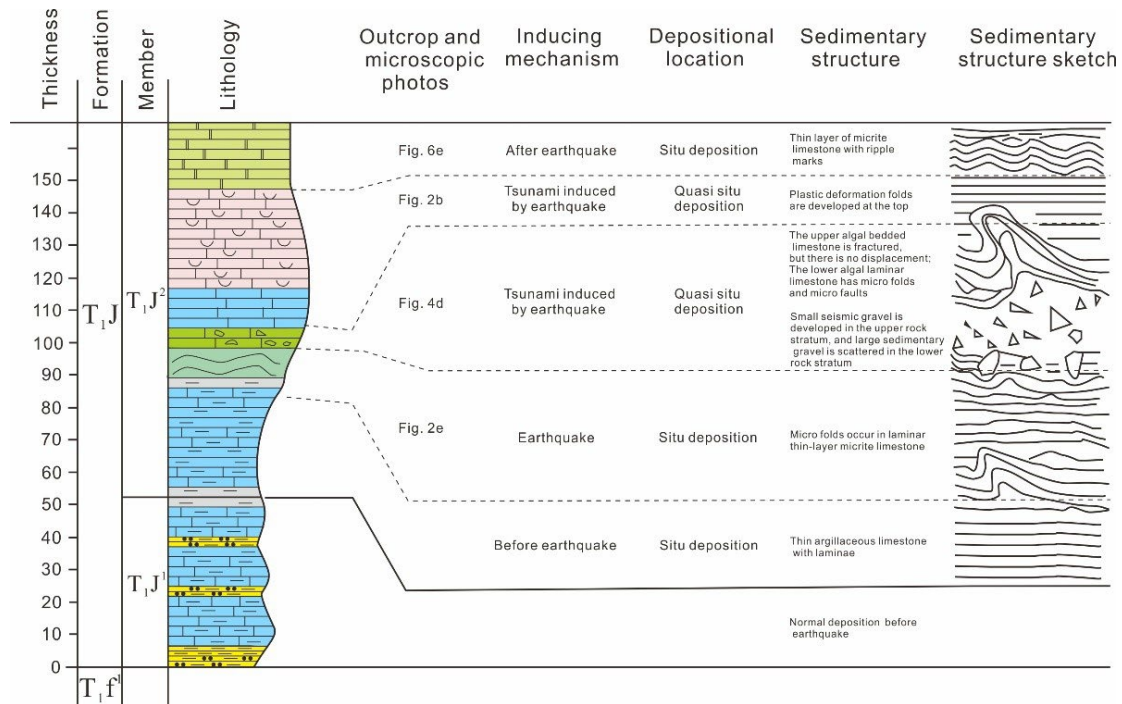 Thickness
Formation
Member
Lithology
Outcrop and
microscopic
photos
Inducing
mechanism
Depositional
location
Sedimentary
structure
Sedimentary
structure sketch
150
140
130
120
110
100
90
80
70
60
50
40
30
20
10
0
T₁J
T₁f¹
T₁J²
T₁J¹
Fig. 6e
After earthquake
Situ deposition
Thin layer of micrite
limestone with ripple
marks
Fig. 2b
Tsunami induced
by earthquake
Quasi situ
deposition
Plastic deformation folds
are developed at the top
Fig. 4d
Tsunami induced
by earthquake
Quasi situ
deposition
The upper algal bedded
limestone is fractured,
but there is no displacement;
The lower algal laminar
limestone has micro folds
and micro faults
Small seismic gravel is
developed in the upper rock
stratum, and large sedimentary
gravel is scattered in the lower
rock stratum
Fig. 2e
Earthquake
Situ deposition
Micro folds occur in laminar
thin-layer micrite limestone
Before earthquake
Situ deposition
Thin argillaceous limestone
with laminae
Normal deposition before
earthquake